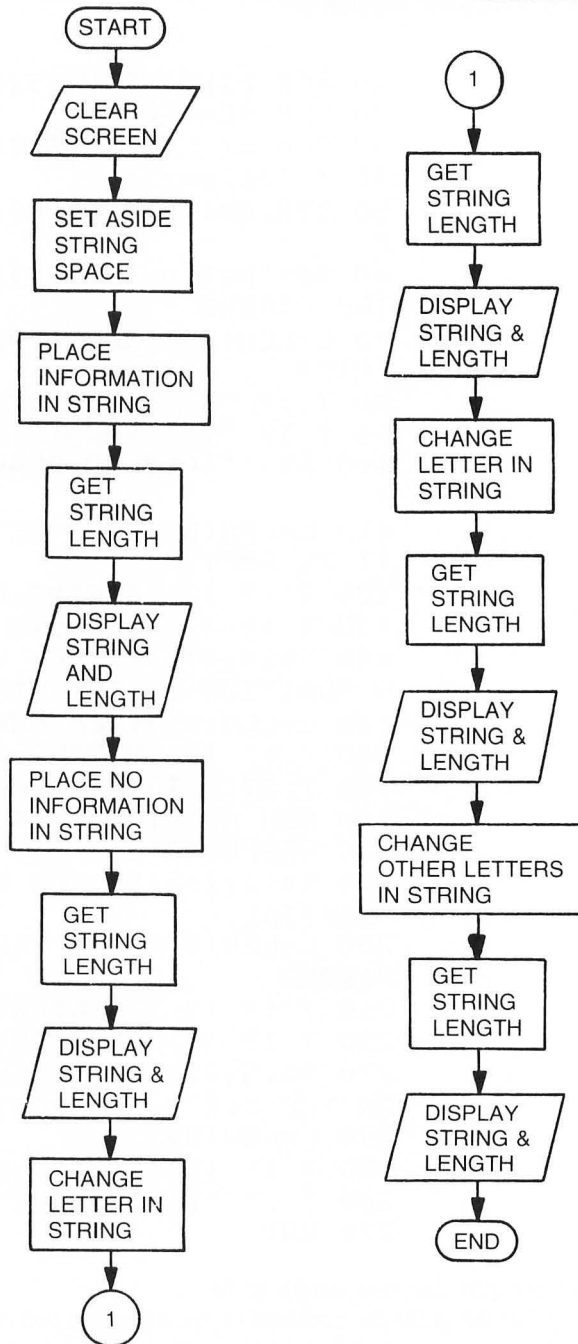 START
CLEAR
SCREEN
SET ASIDE
STRING
SPACE
PLACE
INFORMATION
IN STRING
GET
STRING
LENGTH
DISPLAY
STRING
AND
LENGTH
PLACE NO
INFORMATION
IN STRING
GET
STRING
LENGTH
DISPLAY
STRING &
LENGTH
CHANGE
LETTER IN
STRING
1
1
GET
STRING
LENGTH
DISPLAY
STRING &
LENGTH
CHANGE
LETTER IN
STRING
GET
STRING
LENGTH
DISPLAY
STRING &
LENGTH
CHANGE
OTHER LETTERS
IN STRING
GET
STRING
LENGTH
DISPLAY
STRING &
LENGTH
END